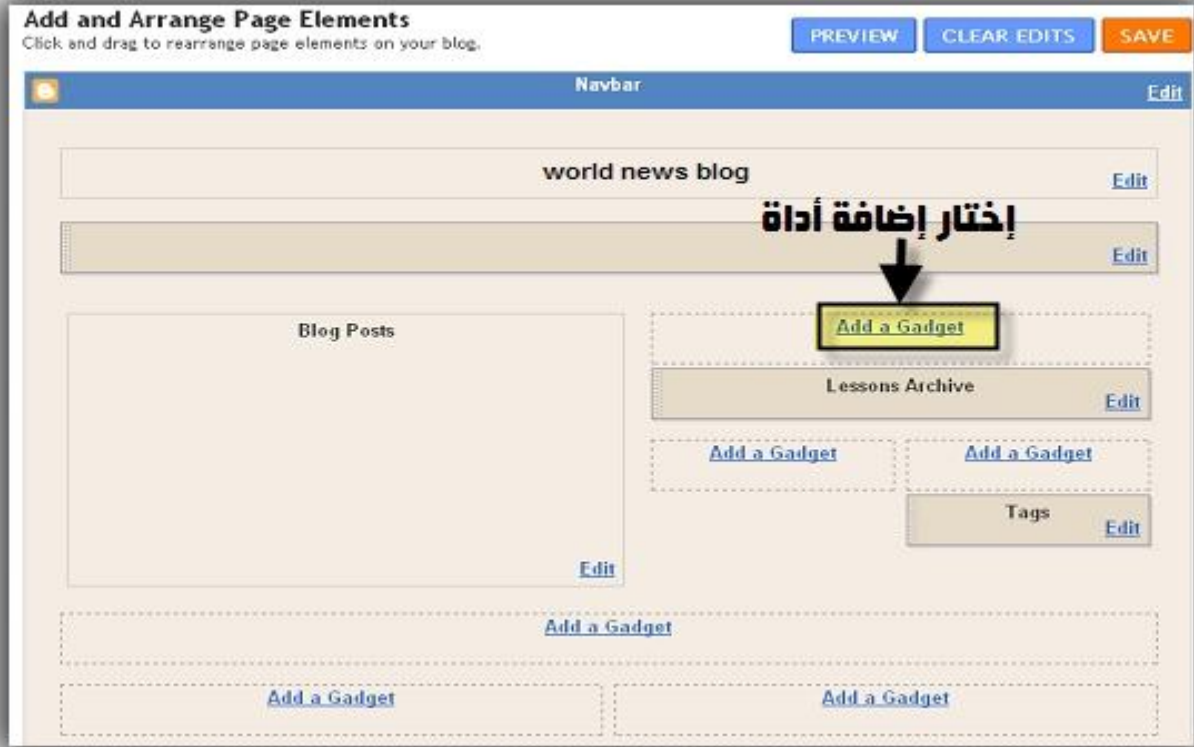 Add and Arrange Page Elements
Click and drag to rearrange page elements on your blog.
PREVIEW CLEAR EDITS SAVE
Navbar
Edit
world news blog
Edit
إختار إضافة أداة
Edit
Blog Posts
Edit
Add a Gadget
Lessons Archive
Edit
Add a Gadget Add a Gadget
Tags
Edit
Add a Gadget
Add a Gadget Add a Gadget